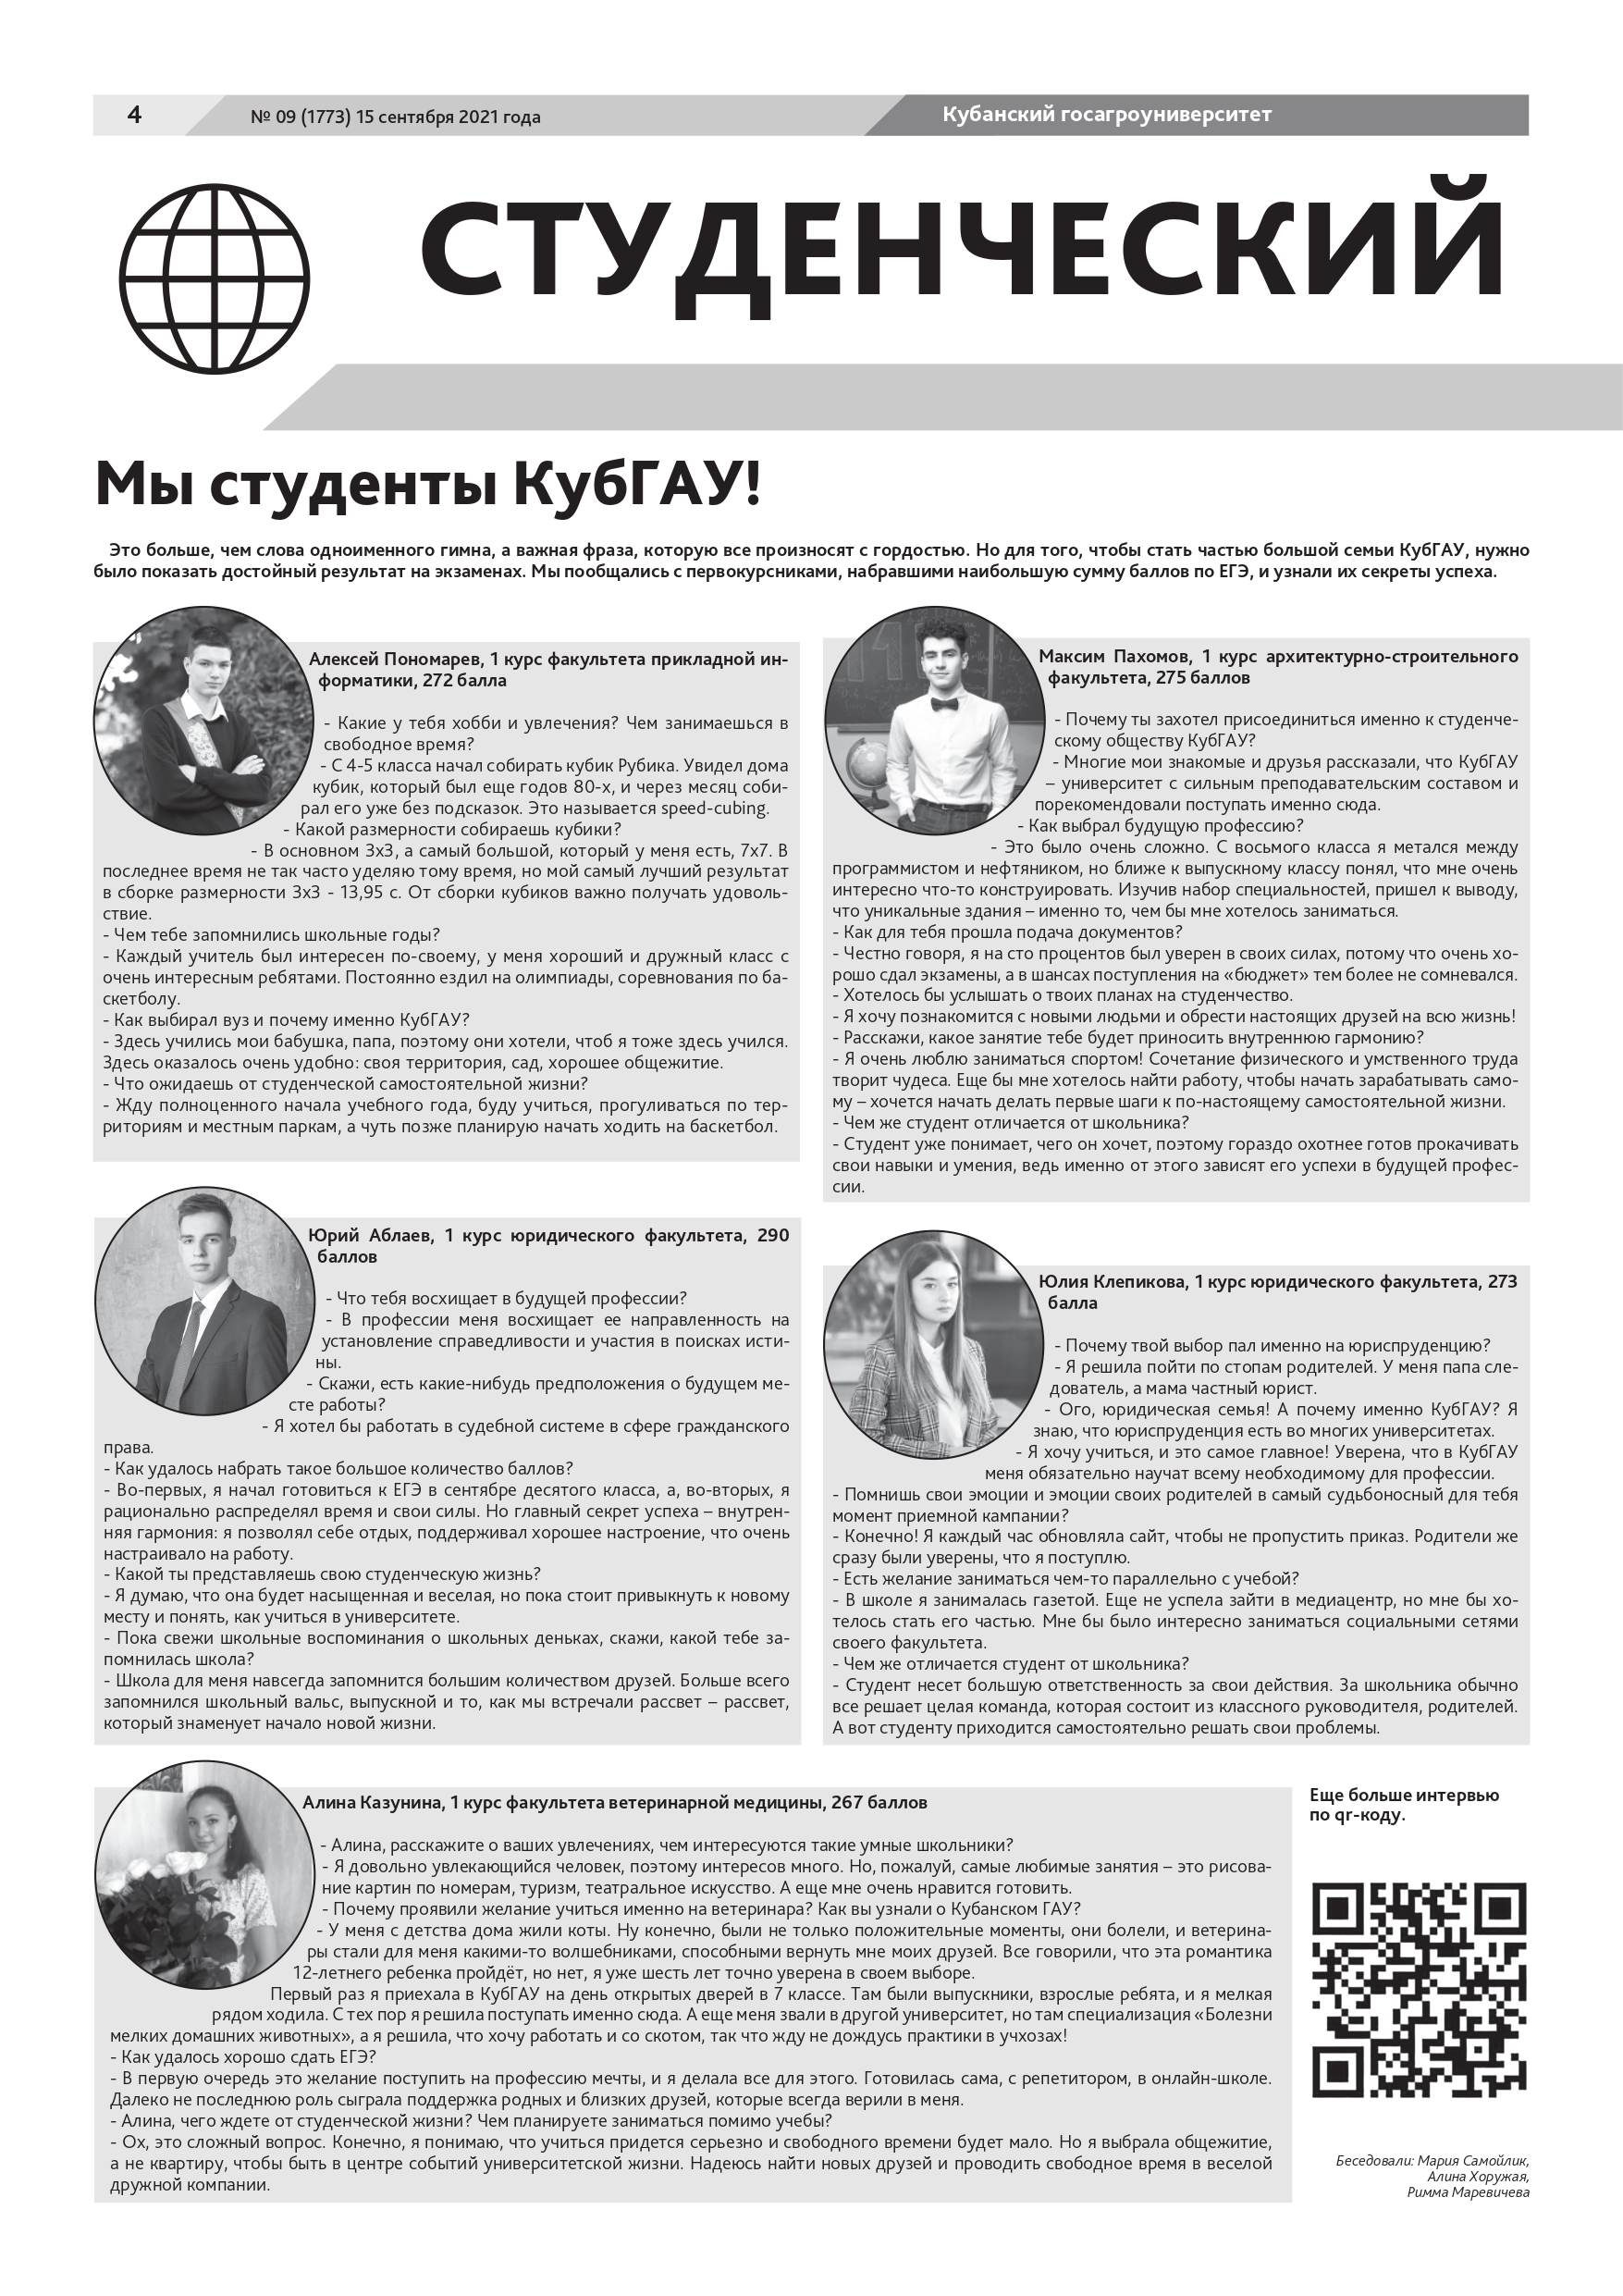 4
№ 09 (1773) 15 сентября 2021 года
Кубанский госагроуниверситет
СТУДЕНЧЕСКИЙ
Мы студенты КубГАУ!
Это больше, чем слова одноименного гимна, а важная фраза, которую все произносят с гордостью. Но для того, чтобы стать частью большой семьи КубГАУ, нужно
было показать достойный результат на экзаменах. Мы пообщались с первокурсниками, набравшими наибольшую сумму баллов по ЕГЭ, и узнали их секреты успеха.
Алексей Пономарев, 1 курс факультета прикладной ин-
форматики, 272 балла
- Какие у тебя хобби и увлечения? Чем занимаешься в
свободное время?
- С 4-5 класса начал собирать кубик Рубика. Увидел дома
кубик, который был еще годов 80-х, и через месяц соби-
рал его уже без подсказок. Это называется speed-cubing.
- Какой размерности собираешь кубики?
- В основном 3х3, а самый большой, который у меня есть, 7х7. В
последнее время не так часто уделяю тому время, но мой самый лучший результат
в сборке размерности 3х3 - 13,95 с. От сборки кубиков важно получать удоволь-
ствие.
- Чем тебе запомнились школьные годы?
- Каждый учитель был интересен по-своему, у меня хороший и дружный класс с
очень интересным ребятами. Постоянно ездил на олимпиады, соревнования по ба-
скетболу.
- Как выбирал вуз и почему именно КубГАУ?
- Здесь учились мои бабушка, папа, поэтому они хотели, чтоб я тоже здесь учился.
Здесь оказалось очень удобно: своя территория, сад, хорошее общежитие.
- Что ожидаешь от студенческой самостоятельной жизни?
- Жду полноценного начала учебного года, буду учиться, прогуливаться по тер-
риториям и местным паркам, а чуть позже планирую начать ходить на баскетбол.
Максим Пахомов, 1 курс архитектурно-строительного
факультета, 275 баллов
- Почему ты захотел присоединиться именно к студенче-
скому обществу КубГАУ?
- Многие мои знакомые и друзья рассказали, что КубГАУ
– университет с сильным преподавательским составом и
порекомендовали поступать именно сюда.
- Как выбрал будущую профессию?
- Это было очень сложно. С восьмого класса я метался между
программистом и нефтяником, но ближе к выпускному классу понял, что мне очень
интересно что-то конструировать. Изучив набор специальностей, пришел к выводу,
что уникальные здания – именно то, чем бы мне хотелось заниматься.
- Как для тебя прошла подача документов?
- Честно говоря, я на сто процентов был уверен в своих силах, потому что очень хо-
рошо сдал экзамены, а в шансах поступления на «бюджет» тем более не сомневался.
- Хотелось бы услышать о твоих планах на студенчество.
- Я хочу познакомится с новыми людьми и обрести настоящих друзей на всю жизнь!
- Расскажи, какое занятие тебе будет приносить внутреннюю гармонию?
- Я очень люблю заниматься спортом! Сочетание физического и умственного труда
творит чудеса. Еще бы мне хотелось найти работу, чтобы начать зарабатывать само-
му – хочется начать делать первые шаги к по-настоящему самостоятельной жизни.
- Чем же студент отличается от школьника?
- Студент уже понимает, чего он хочет, поэтому гораздо охотнее готов прокачивать
свои навыки и умения, ведь именно от этого зависят его успехи в будущей профес-
сии.
Юрий Аблаев, 1 курс юридического факультета, 290
баллов
- Что тебя восхищает в будущей профессии?
- В профессии меня восхищает ее направленность на
установление справедливости и участия в поисках исти-
ны.
- Скажи, есть какие-нибудь предположения о будущем ме-
сте работы?
- Я хотел бы работать в судебной системе в сфере гражданского
права.
- Как удалось набрать такое большое количество баллов?
- Во-первых, я начал готовиться к ЕГЭ в сентябре десятого класса, а, во-вторых, я
рационально распределял время и свои силы. Но главный секрет успеха – внутрен-
няя гармония: я позволял себе отдых, поддерживал хорошее настроение, что очень
настраивало на работу.
- Какой ты представляешь свою студенческую жизнь?
- Я думаю, что она будет насыщенная и веселая, но пока стоит привыкнуть к новому
месту и понять, как учиться в университете.
- Пока свежи школьные воспоминания о школьных деньках, скажи, какой тебе за-
помнилась школа?
- Школа для меня навсегда запомнится большим количеством друзей. Больше всего
запомнился школьный вальс, выпускной и то, как мы встречали рассвет – рассвет,
который знаменует начало новой жизни.
Юлия Клепикова, 1 курс юридического факультета, 273
балла
- Почему твой выбор пал именно на юриспруденцию?
- Я решила пойти по стопам родителей. У меня папа сле-
дователь, а мама частный юрист.
- Ого, юридическая семья! А почему именно КубГАУ? Я
знаю, что юриспруденция есть во многих университетах.
- Я хочу учиться, и это самое главное! Уверена, что в КубГАУ
меня обязательно научат всему необходимому для профессии.
- Помнишь свои эмоции и эмоции своих родителей в самый судьбоносный для тебя
момент приемной кампании?
- Конечно! Я каждый час обновляла сайт, чтобы не пропустить приказ. Родители же
сразу были уверены, что я поступлю.
- Есть желание заниматься чем-то параллельно с учебой?
- В школе я занималась газетой. Еще не успела зайти в медиацентр, но мне бы хо-
телось стать его частью. Мне бы было интересно заниматься социальными сетями
своего факультета.
- Чем же отличается студент от школьника?
- Студент несет большую ответственность за свои действия. За школьника обычно
все решает целая команда, которая состоит из классного руководителя, родителей.
А вот студенту приходится самостоятельно решать свои проблемы.
Алина Казунина, 1 курс факультета ветеринарной медицины, 267 баллов
- Алина, расскажите о ваших увлечениях, чем интересуются такие умные школьники?
- Я довольно увлекающийся человек, поэтому интересов много. Но, пожалуй, самые любимые занятия – это рисова-
ние картин по номерам, туризм, театральное искусство. А еще мне очень нравится готовить.
- Почему проявили желание учиться именно на ветеринара? Как вы узнали о Кубанском ГАУ?
- У меня с детства дома жили коты. Ну конечно, были не только положительные моменты, они болели, и ветерина-
ры стали для меня какими-то волшебниками, способными вернуть мне моих друзей. Все говорили, что эта романтика
12-летнего ребенка пройдёт, но нет, я уже шесть лет точно уверена в своем выборе.
Первый раз я приехала в КубГАУ на день открытых дверей в 7 классе. Там были выпускники, взрослые ребята, и я мелкая
рядом ходила. С тех пор я решила поступать именно сюда. А еще меня звали в другой университет, но там специализация «Болезни
мелких домашних животных», а я решила, что хочу работать и со скотом, так что жду не дождусь практики в учхозах!
- Как удалось хорошо сдать ЕГЭ?
- В первую очередь это желание поступить на профессию мечты, и я делала все для этого. Готовилась сама, с репетитором, в онлайн-школе.
Далеко не последнюю роль сыграла поддержка родных и близких друзей, которые всегда верили в меня.
- Алина, чего ждете от студенческой жизни? Чем планируете заниматься помимо учебы?
- Ох, это сложный вопрос. Конечно, я понимаю, что учиться придется серьезно и свободного времени будет мало. Но я выбрала общежитие,
а не квартиру, чтобы быть в центре событий университетской жизни. Надеюсь найти новых друзей и проводить свободное время в веселой
дружной компании.
Еще больше интервью
по qr-коду.
Беседовали: Мария Самойлик,
Алина Хоружая,
Римма Маревичева